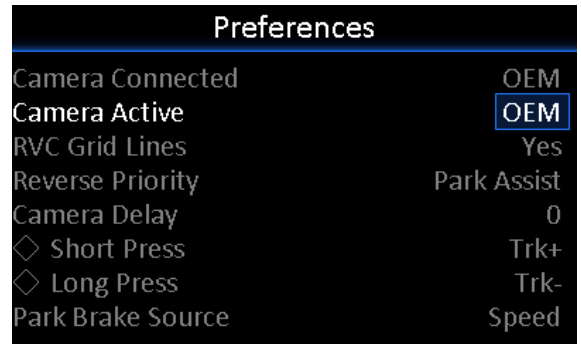 Preferences
Camera Connected OEM
Camera Active OEM
RVC Grid Lines Yes
Reverse Priority Park Assist
Camera Delay 0
◇ Short Press Trk+
◇ Long Press Trk-
Park Brake Source Speed